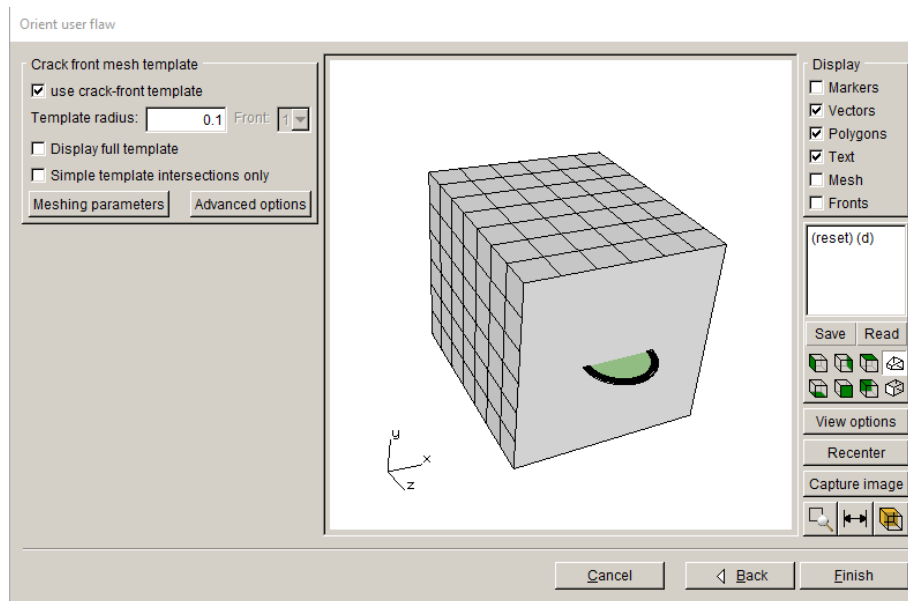 Orient user flaw
Crack front mesh template
use crack-front template
Template radius: 0.1 Front: 1
Display full template
Simple template intersections only
Meshing parameters Advanced options
y
x
z
Display
Markers
Vectors
Polygons
Text
Mesh
Fronts
(reset) (d)
Save Read
View options
Recenter
Capture image
Cancel Back Finish